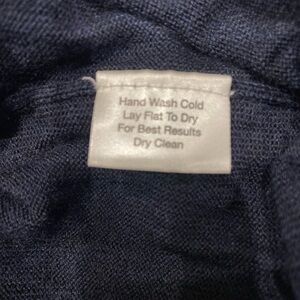 Hand Wash Cold
Lay Flat To Dry
For Best Results
Dry Clean